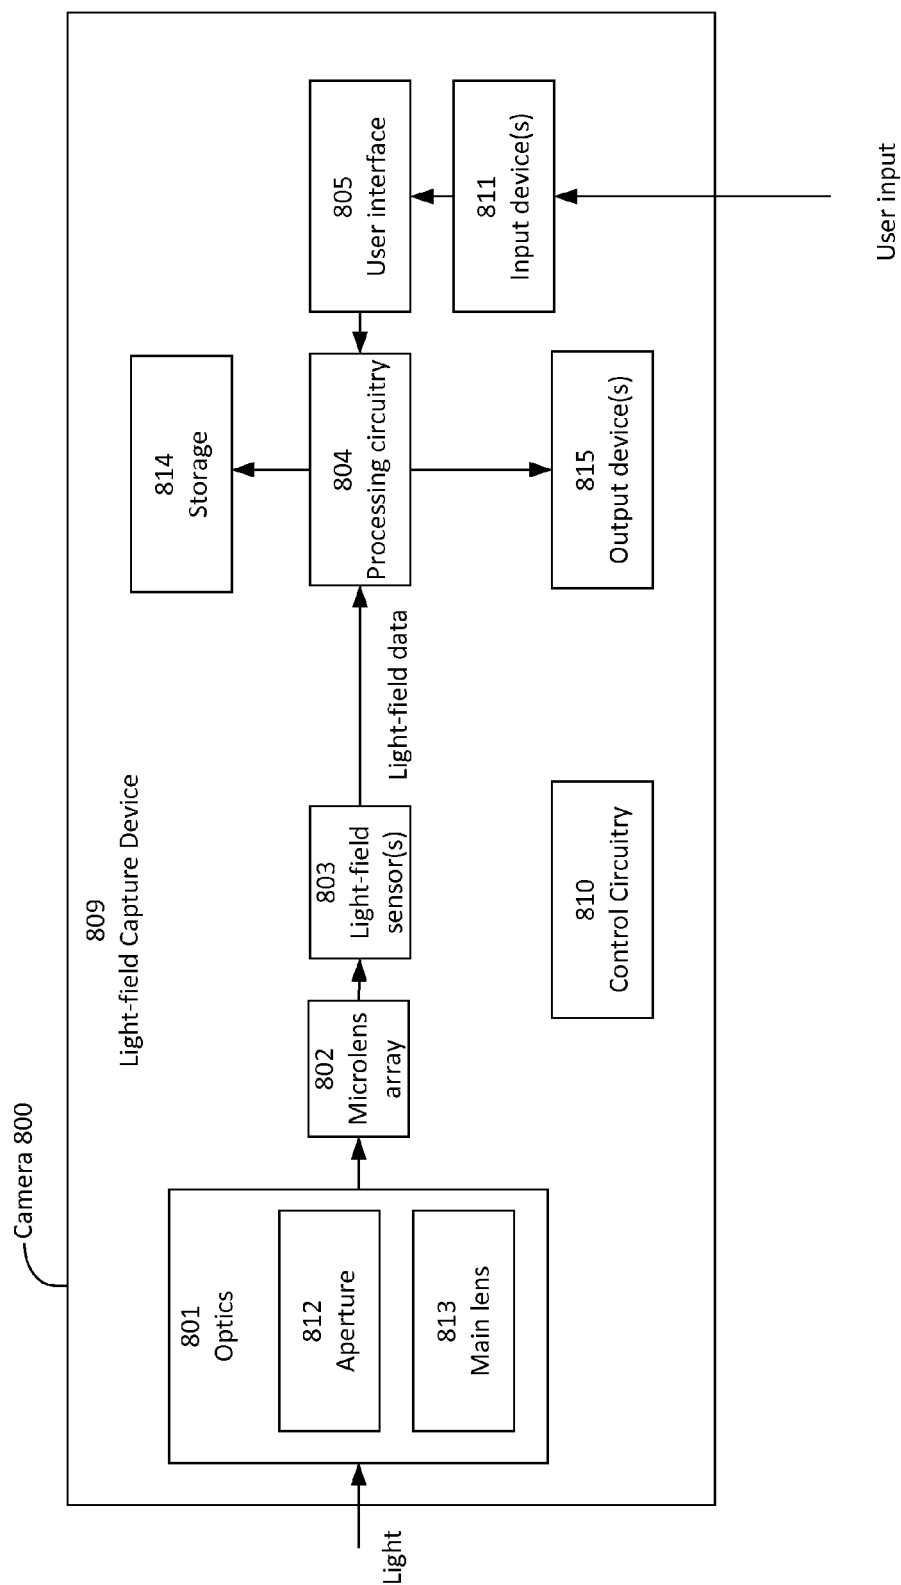 Camera 800
809
Light-field Capture Device
814
Storage
801
Optics
812
Aperture
813
Main lens
802
Microlens
array
803
Light-field
sensor(s)
Light-field data
804
Processing circuitry
805
User interface
811
Input device(s)
810
Control Circuitry
815
Output device(s)
Light
User input